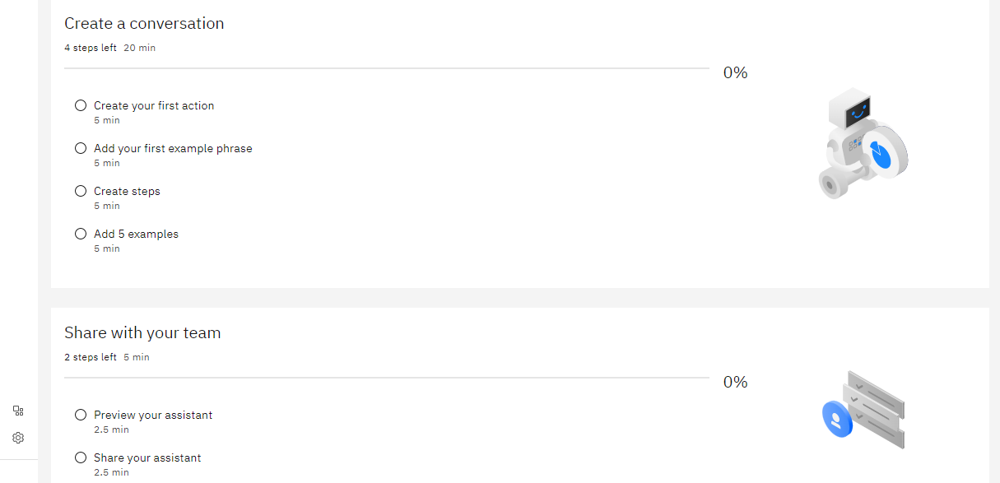 Create a conversation
4 steps left 20 min
0%
Create your first action
5 min
Add your first example phrase
5 min
Create steps
5 min
Add 5 examples
5 min
Share with your team
2 steps left 5 min
0%
Preview your assistant
2.5 min
Share your assistant
2.5 min